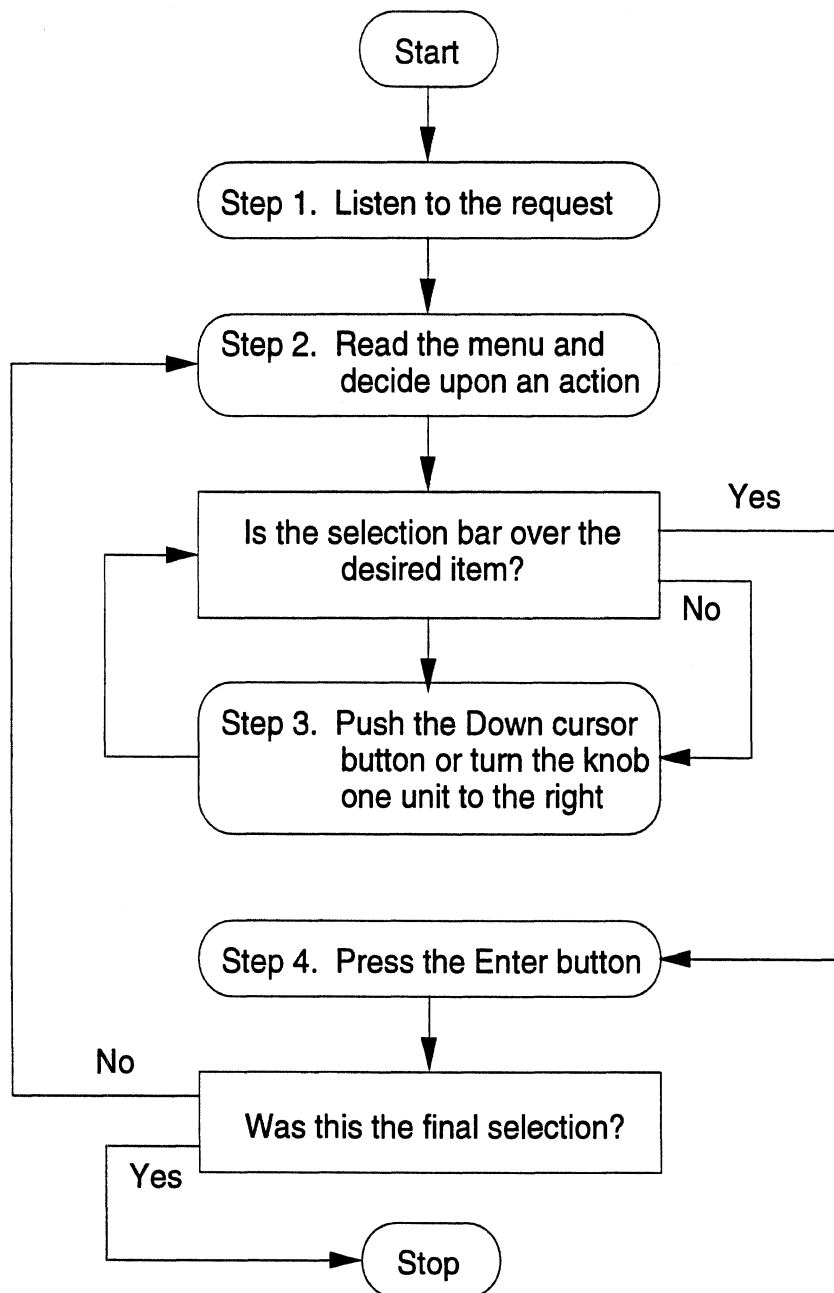 Start
Step 1. Listen to the request
Step 2. Read the menu and
decide upon an action
Yes
Is the selection bar over the
desired item?
No
Step 3. Push the Down cursor
button or turn the knob
one unit to the right
Step 4. Press the Enter button
No
Was this the final selection?
Yes
Stop